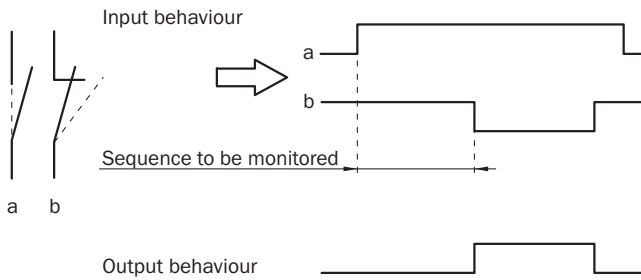 Input behaviour
a
b
Sequence to be monitored
a b
Output behaviour